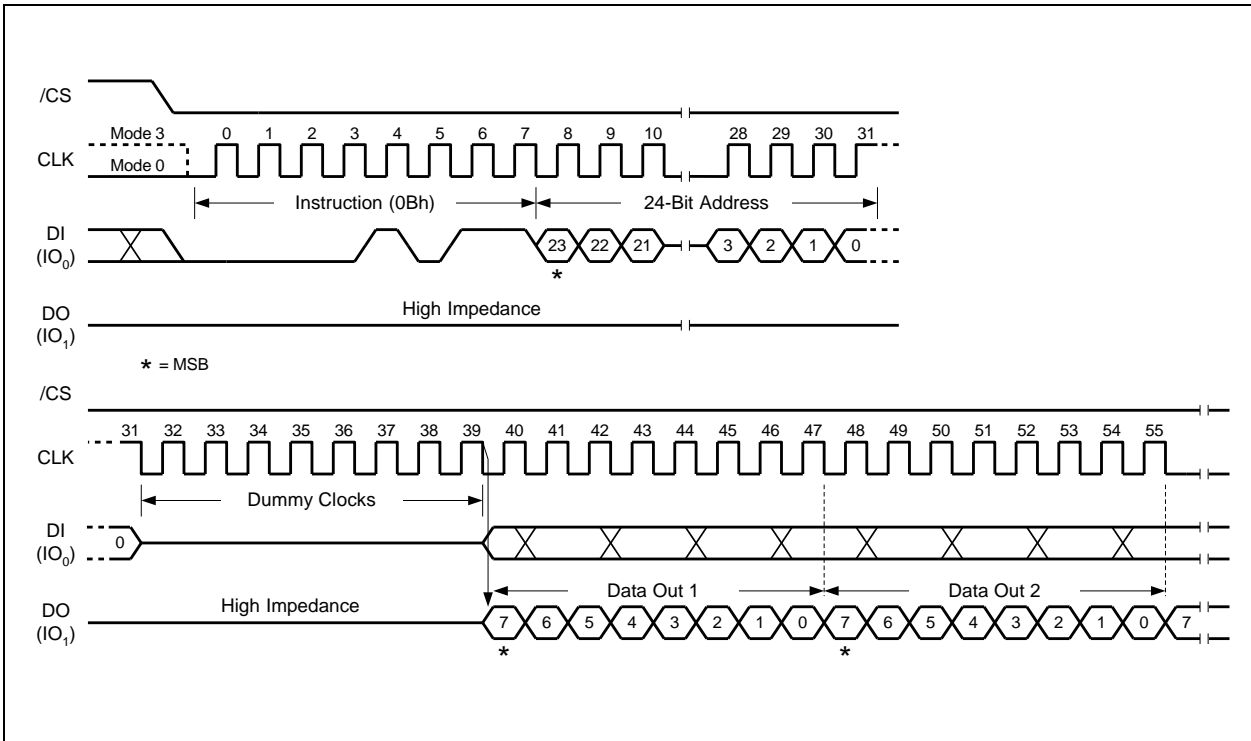 /CS
Mode 3 0 1 2 3 4 5 6 7 8 9 10 28 29 30 31
CLK
Mode 0
Instruction (0Bh) 24-Bit Address
DI
(IO0)
23 22 21 3 2 1 0
*
High Impedance
DO
(IO1)
* = MSB
/CS
31 32 33 34 35 36 37 38 39 40 41 42 43 44 45 46 47 48 49 50 51 52 53 54 55
CLK
Dummy Clocks
DI
(IO0)
0
Data Out 1 Data Out 2
High Impedance
DO
(IO1)
7 6 5 4 3 2 1 0 7 6 5 4 3 2 1 0 7
* *